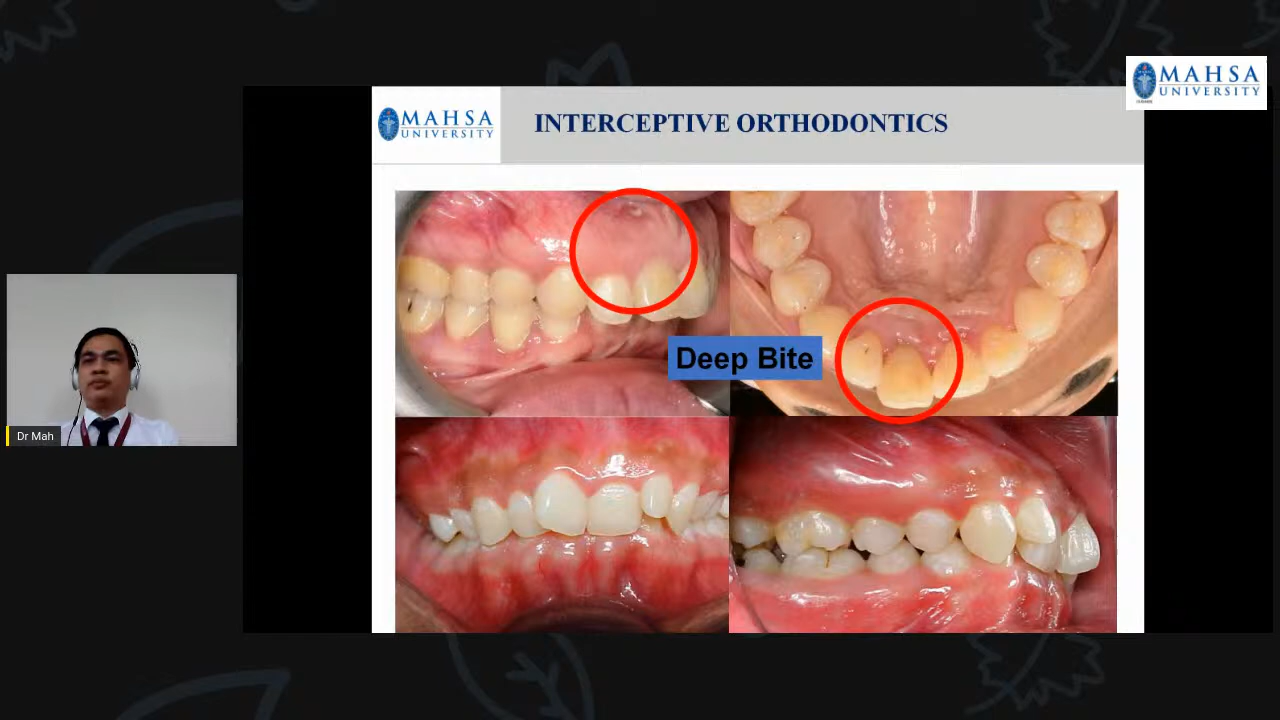 MAHSA
UNIVERSITY
MAHSA
UNIVERSITY
INTERCEPTIVE ORTHODONTICS
Deep Bite
Dr Mah